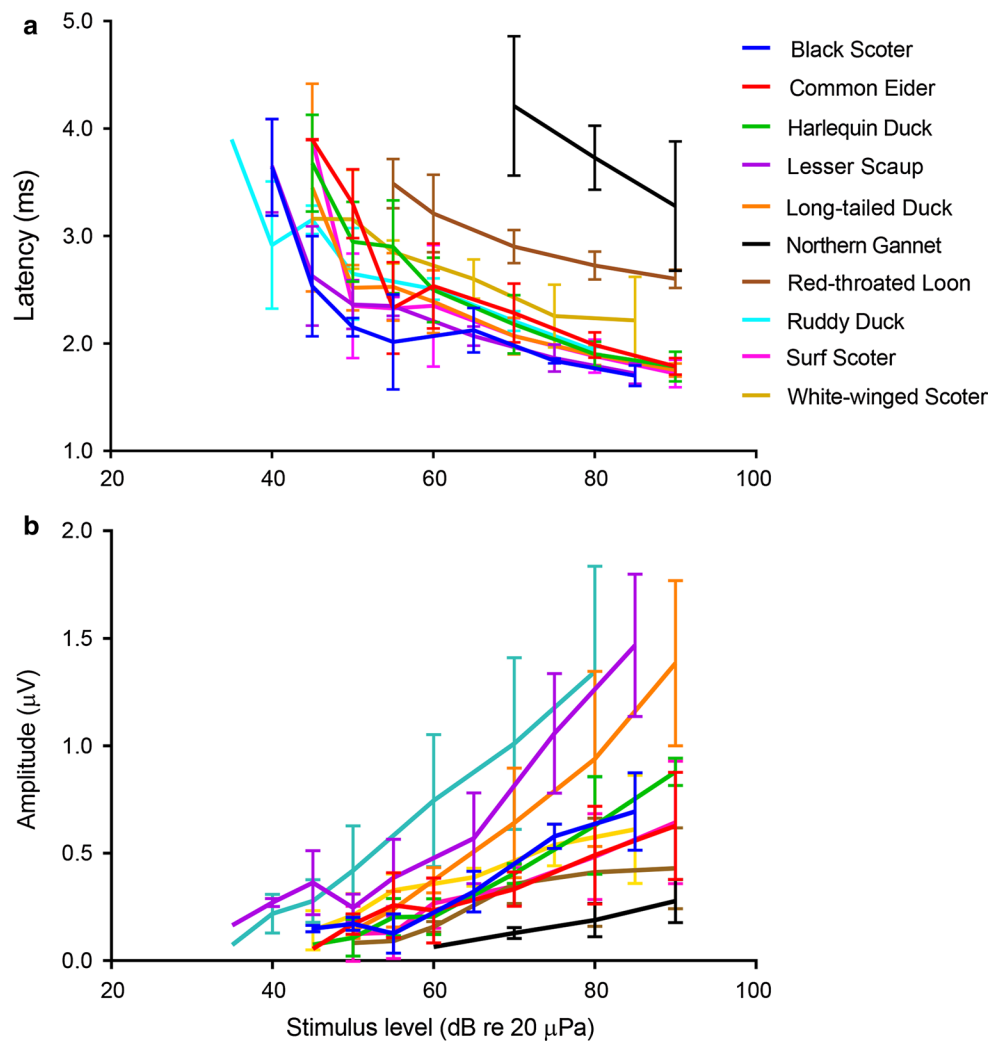 a
5.0
4.0
3.0
2.0
1.0
Latency (ms)
20
40
60
80
100
Black Scoter
Common Eider
Harlequin Duck
Lesser Scaup
Long-tailed Duck
Northern Gannet
Red-throated Loon
Ruddy Duck
Surf Scoter
White-winged Scoter
b
2.0
1.5
1.0
0.5
0.0
Amplitude (μV)
20
40
60
80
100
Stimulus level (dB re 20 μPa)